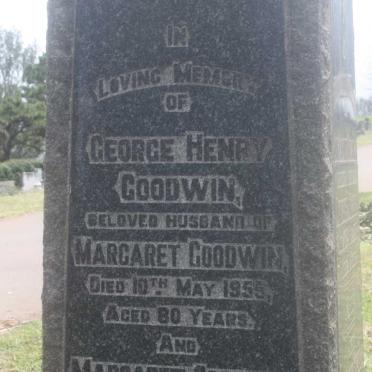 IN
LOVING MEMORY
OF
GEORGE HENRY
GOODWIN,
BELOVED HUSBAND OF
MARGARET GOODWIN,
DIED 10TH MAY 1955,
AGED 80 YEARS.
AND
MARGARET